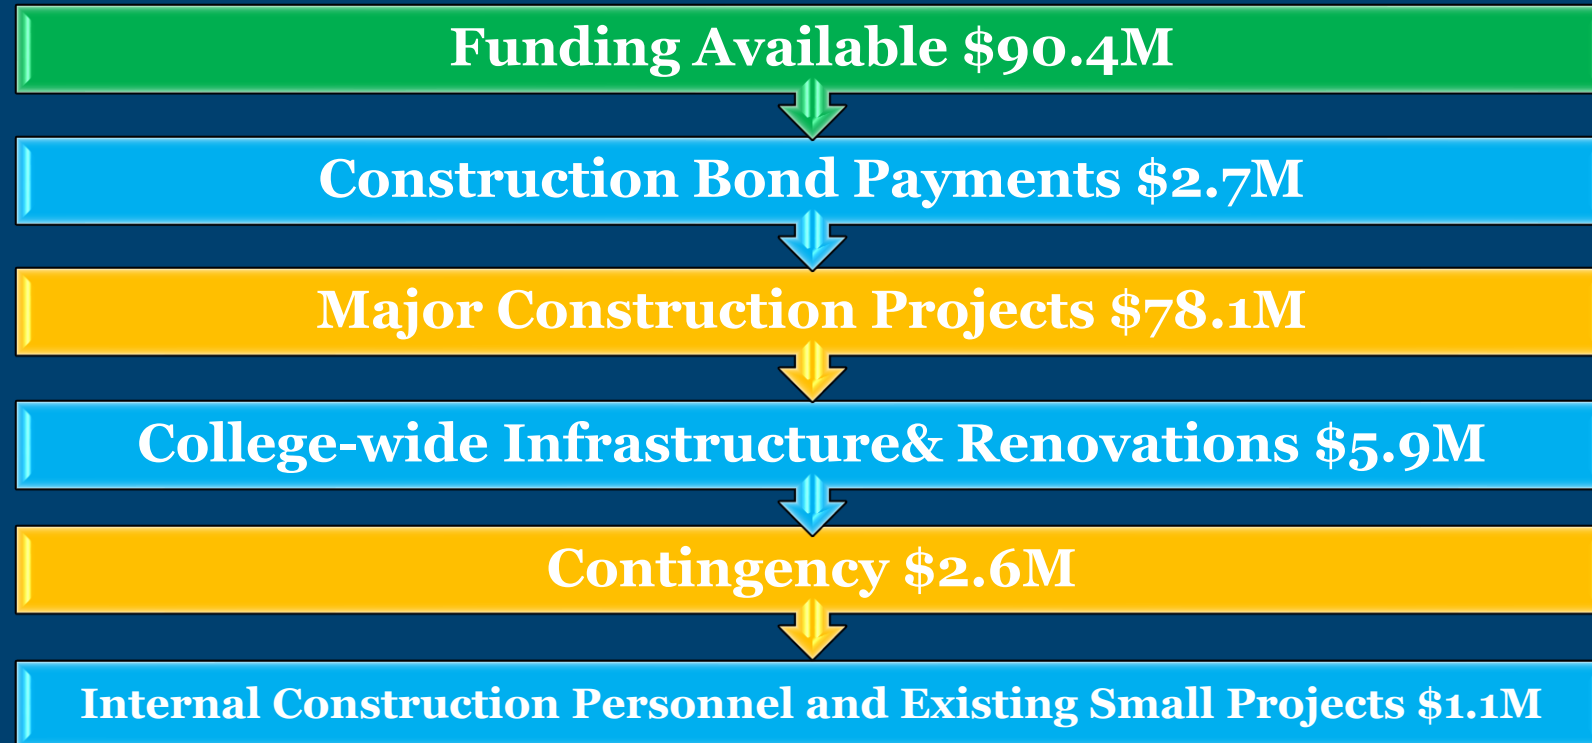 Funding Available $90.4M
Construction Bond Payments $2.7M
Major Construction Projects $78.1M
College-wide Infrastructure& Renovations $5.9M
Contingency $2.6M
Internal Construction Personnel and Existing Small Projects $1.1M